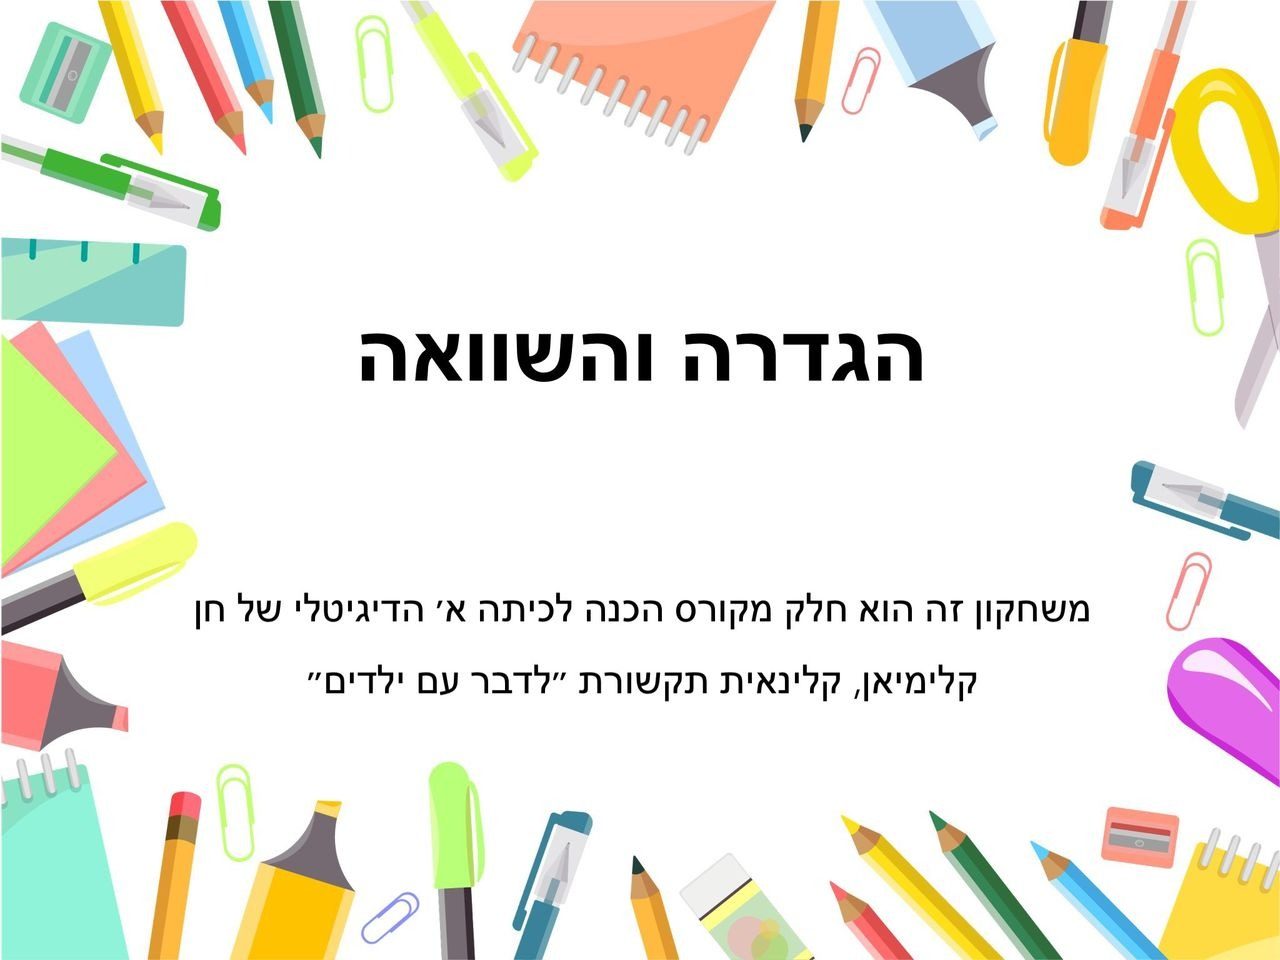 הגדרה והשוואה
משחקון זה הוא חלק מקורס הכנה לכיתה א׳ הדיגיטלי של חן
קלימיאן, קלינאית תקשורת ״לדבר עם ילדים״